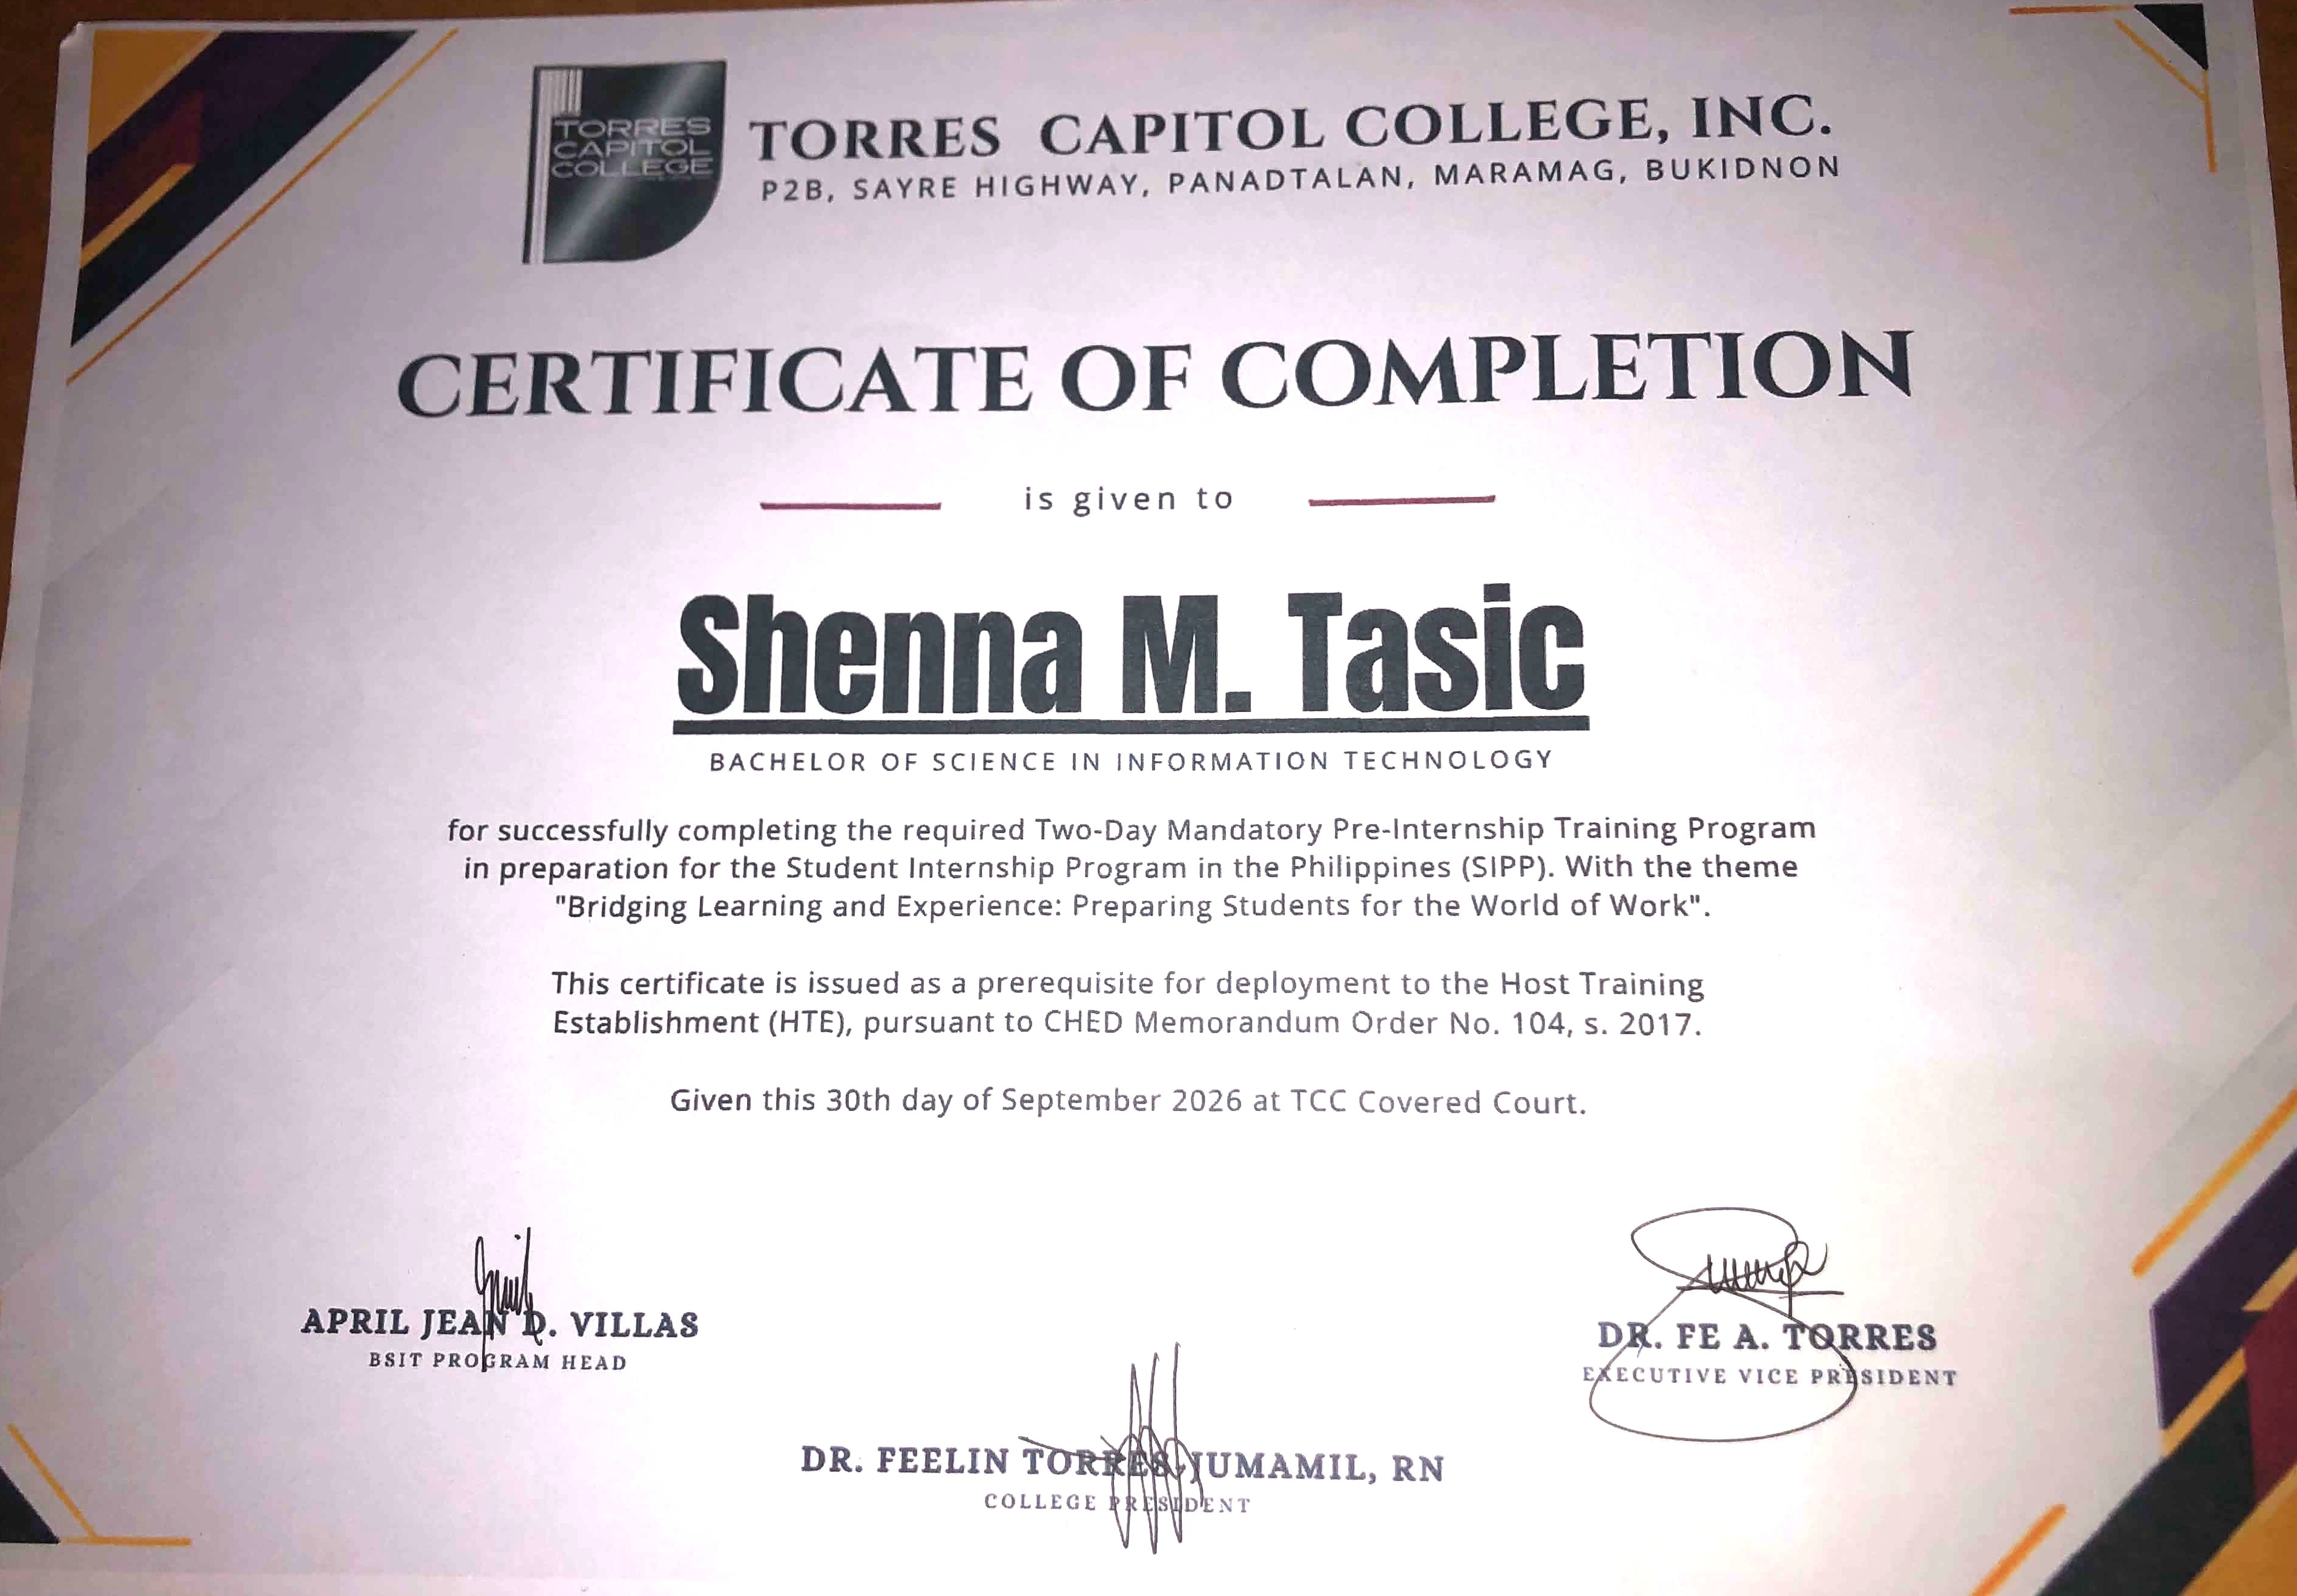 TORRES
CAPITOL
COLLEGE
TORRES CAPITOL COLLEGE, INC.
P2B, SAYRE HIGHWAY, PANADTALAN, MARAMAG, BUKIDNON
CERTIFICATE OF COMPLETION
is given to
Shenna M. Tasic
BACHELOR OF SCIENCE IN INFORMATION TECHNOLOGY
for successfully completing the required Two-Day Mandatory Pre-Internship Training Program
in preparation for the Student Internship Program in the Philippines (SIPP). With the theme
"Bridging Learning and Experience: Preparing Students for the World of Work".
This certificate is issued as a prerequisite for deployment to the Host Training
Establishment (HTE), pursuant to CHED Memorandum Order No. 104, s. 2017.
Given this 30th day of September 2026 at TCC Covered Court.
APRIL JEAN D. VILLAS
BSIT PROGRAM HEAD
DR. FE A. TORRES
EXECUTIVE VICE PRESIDENT
DR. FEELIN TORRES-JUMAMIL, RN
COLLEGE PRESIDENT